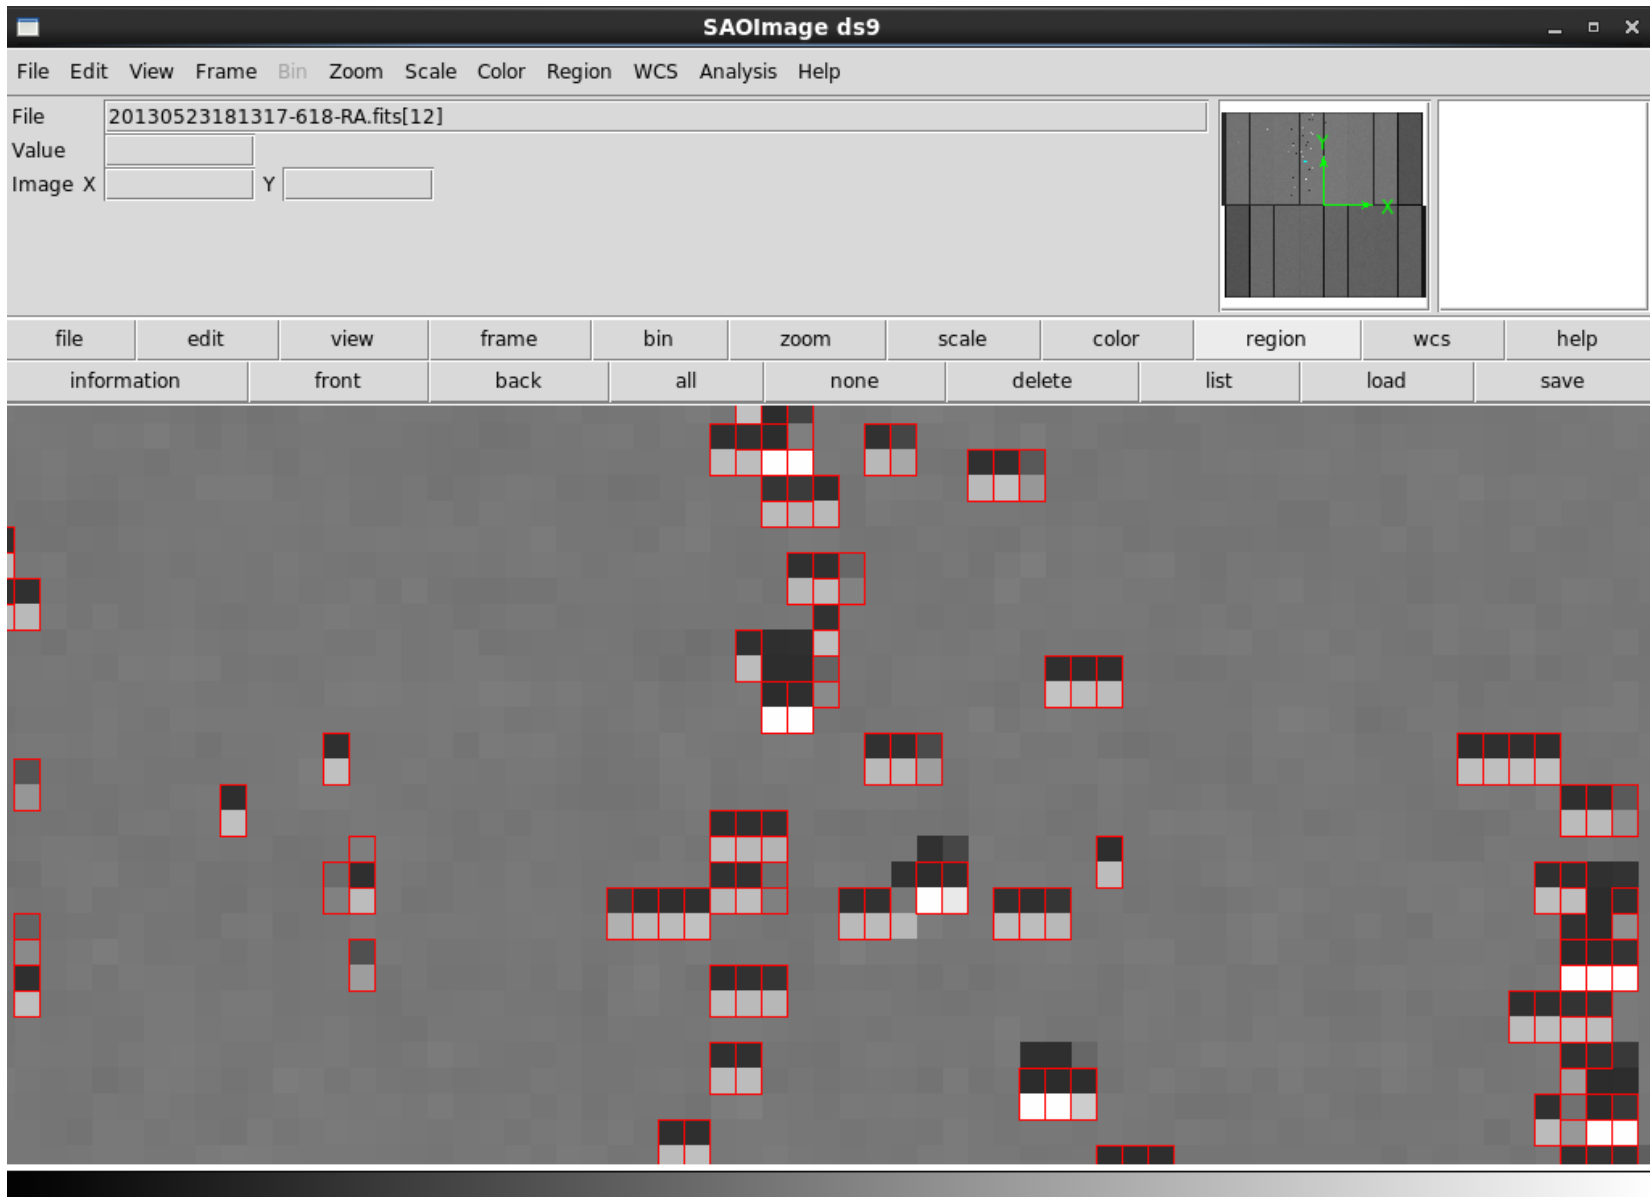 SAOImage ds9
File Edit View Frame Bin Zoom Scale Color Region WCS Analysis Help
File 20130523181317-618-RA.fits[12]
Value
Image X Y
Y
X
file edit view frame bin zoom scale color region wcs help
information front back all none delete list load save